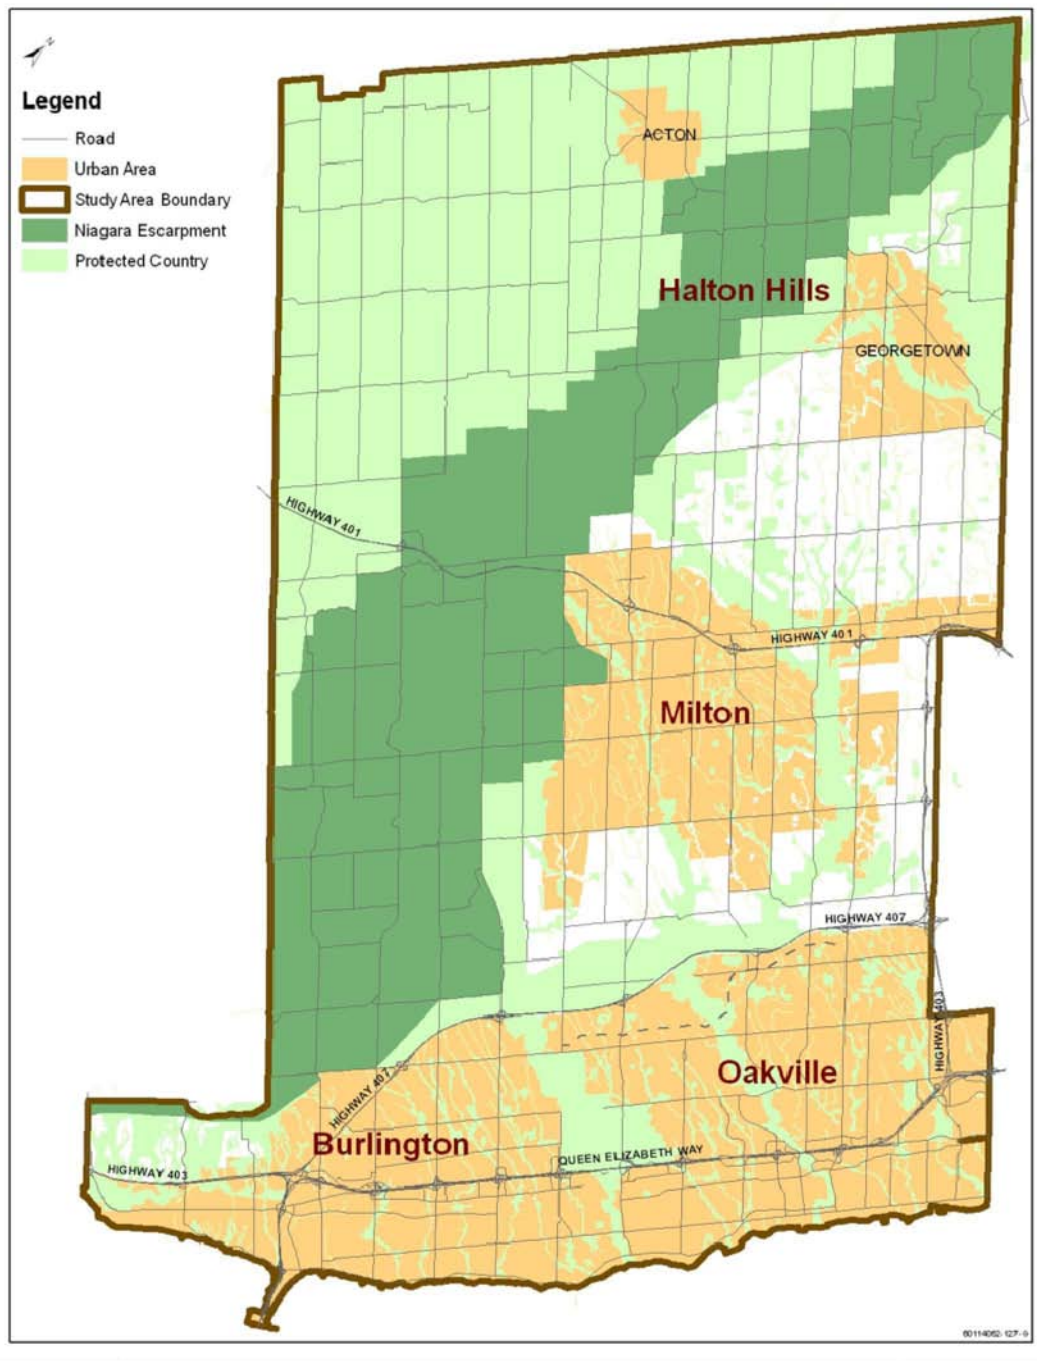 N
Legend
Road
Urban Area
Study Area Boundary
Niagara Escarpment
Protected Country
ACTON
Halton Hills
GEORGETOWN
HIGHWAY 401
HIGHWAY 401
Milton
HIGHWAY 407
HIGHWAY 403
Oakville
HIGHWAY 407
Burlington
QUEEN ELIZABETH WAY
HIGHWAY 403